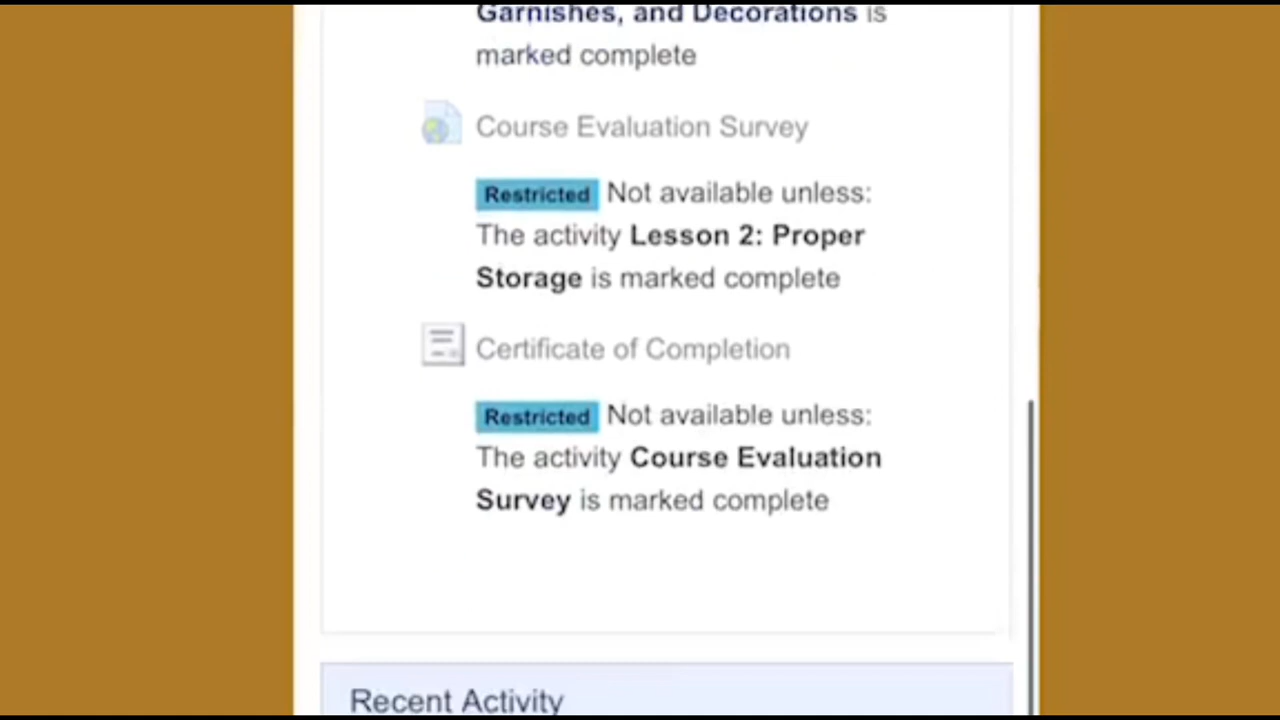 Garnishes, and Decorations is
marked complete
Course Evaluation Survey
Restricted Not available unless:
The activity Lesson 2: Proper
Storage is marked complete
Certificate of Completion
Restricted Not available unless:
The activity Course Evaluation
Survey is marked complete
Recent Activity